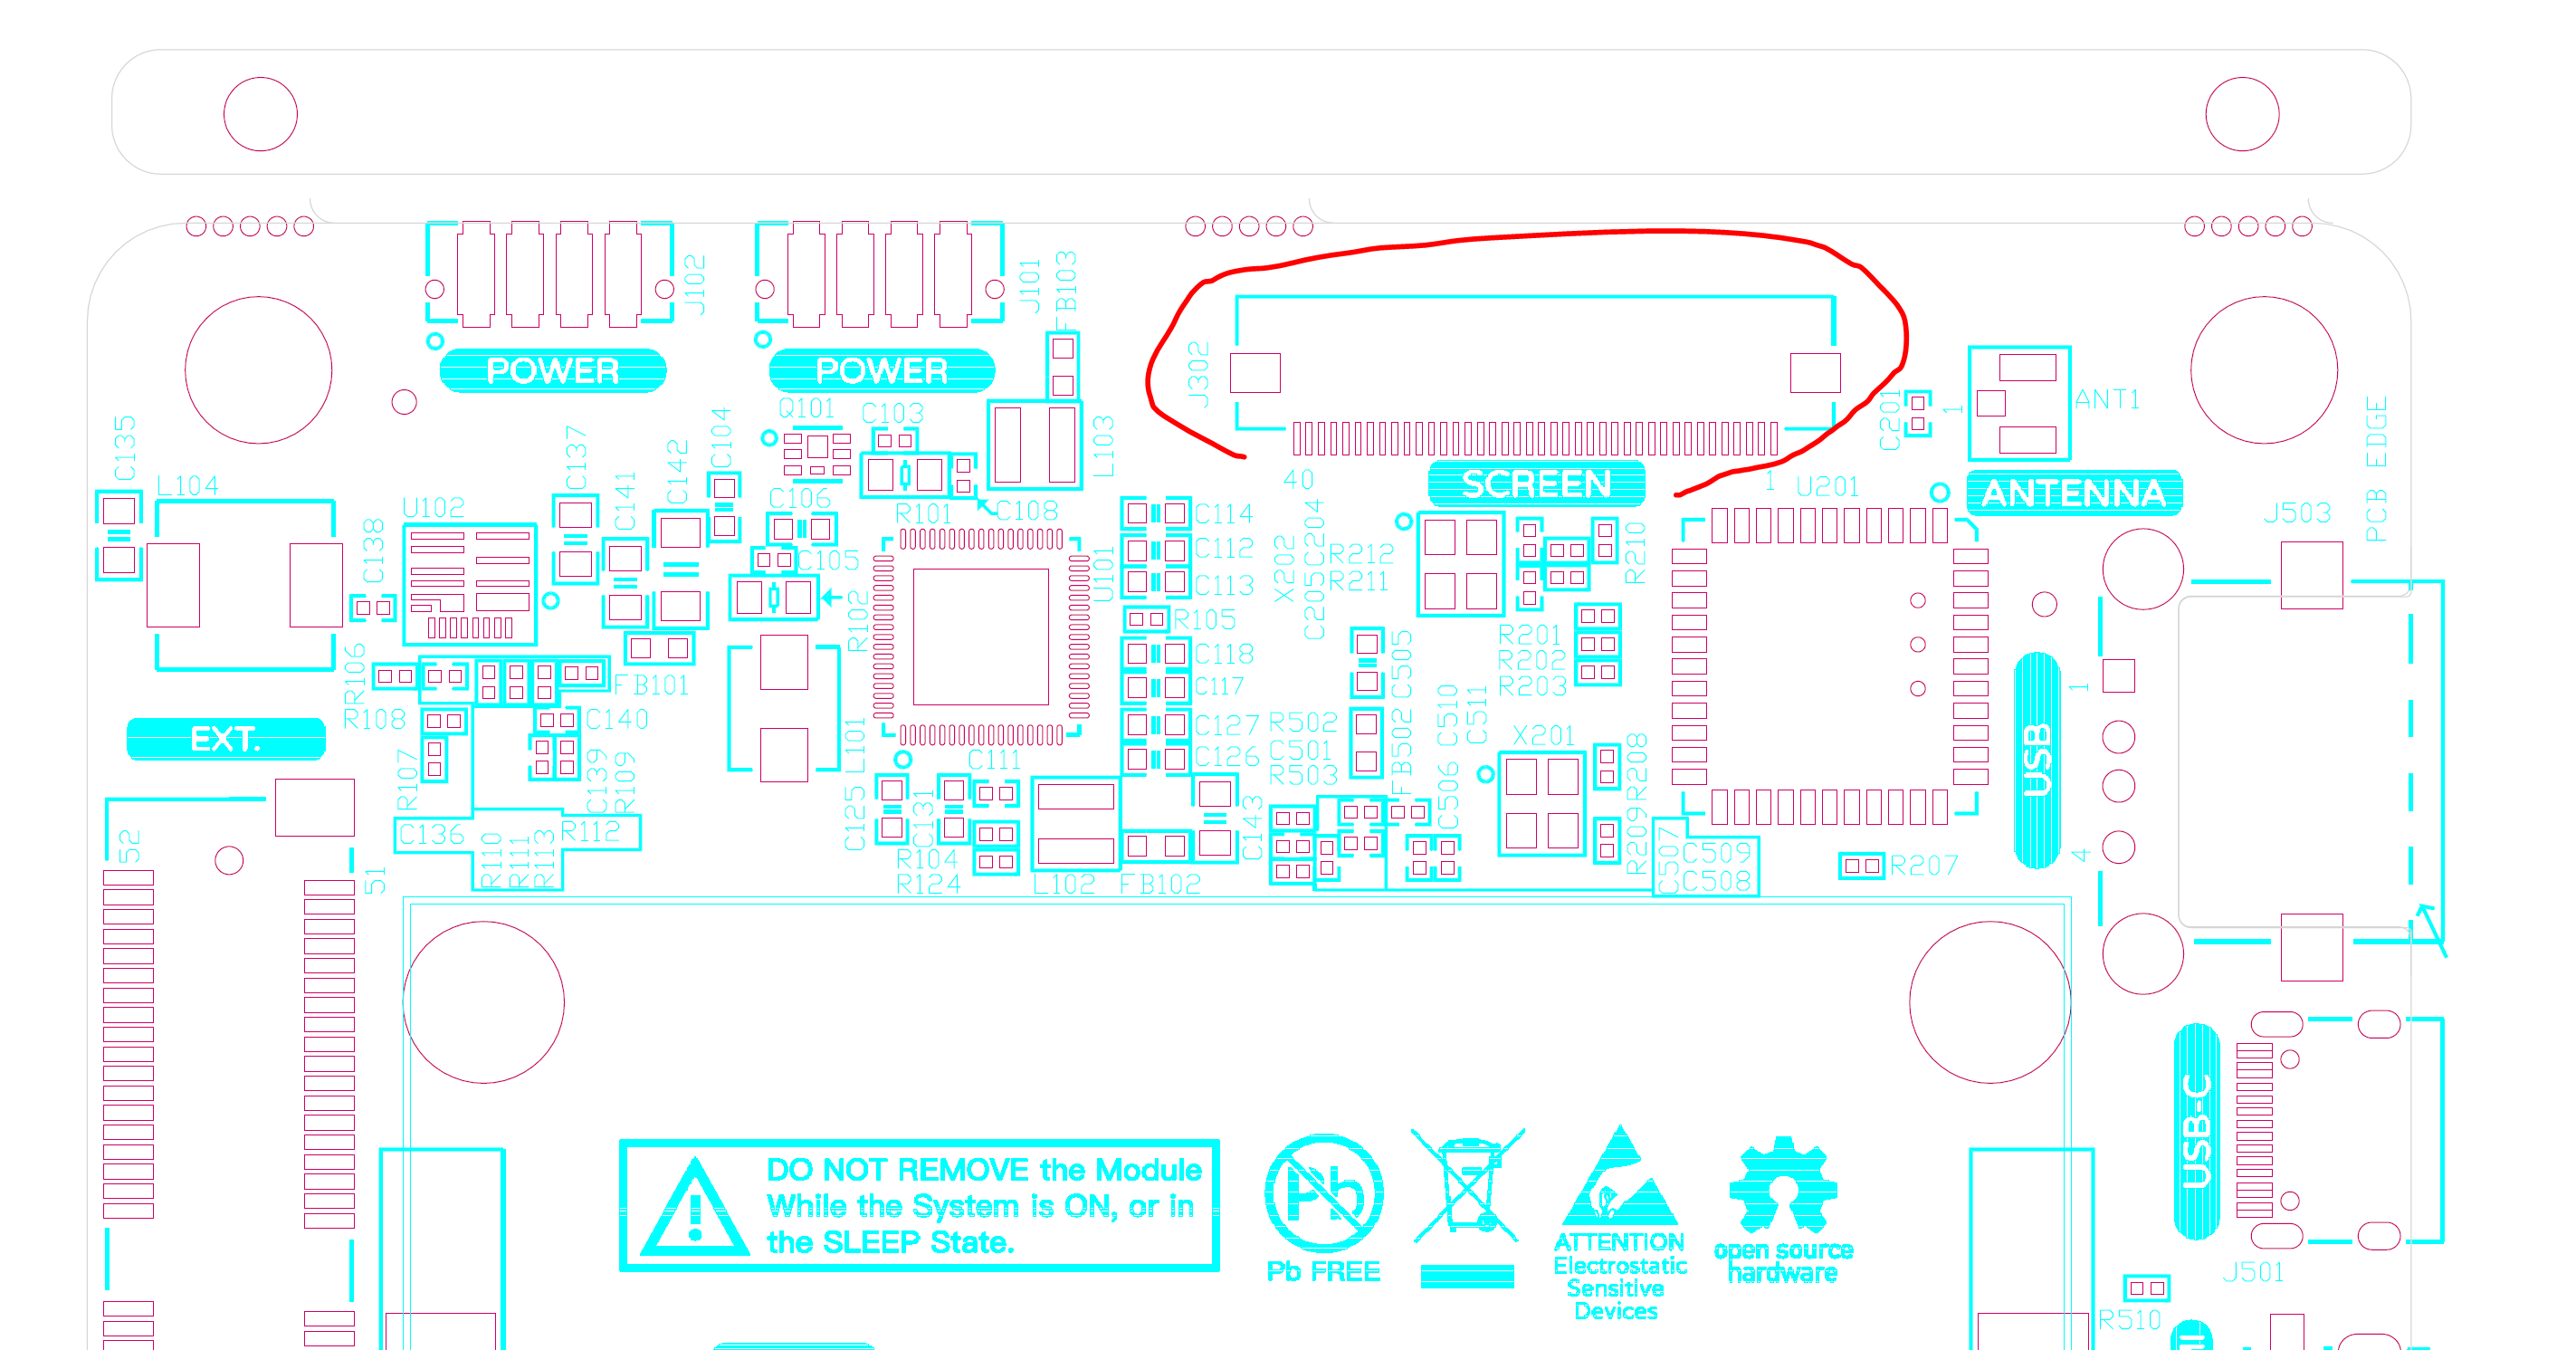 J102
J101
FB103
POWER
POWER
J302
C201
1
ANT1
PCB EDGE
C135
L104
C137
C141
C142
C104
Q101
C103
L103
C106
R101
C108
40
SCREEN
1
U201
ANTENNA
J503
U102
C138
C105
U101
R102
C114
C112
C113
R105
C118
C117
C127
C126
X202
C205
C204
R212
R211
R210
R201
R202
R203
C505
R106
R108
R107
FB101
C140
C139
R109
L101
C111
C125
C131
R104
R124
L102
FB102
C143
R502
C501
R503
FB502
C510
C511
C506
X201
R208
R209
C507
C509
C508
R207
USB
1
4
EXT.
52
51
C136
R110
R111
R113
R112
DO NOT REMOVE the Module
While the System is ON, or in
the SLEEP State.
Pb
Pb FREE
ATTENTION
Electrostatic
Sensitive
Devices
open source
hardware
USB-C
J501
R510